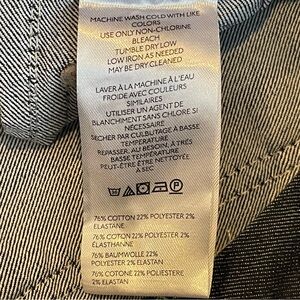 MACHINE WASH COLD WITH LIKE
COLORS
USE ONLY NON-CHLORINE
BLEACH
TUMBLE DRY LOW
LOW IRON AS NEEDED
MAY BE DRY CLEANED
LAVER À LA MACHINE À L'EAU
FROIDE AVEC COULEURS
SIMILAIRES
UTILISER UN AGENT DE
BLANCHIMENT SANS CHLORE SI
NÉCESSAIRE
SECHER PAR CULBUTAGE À BASSE
TEMPERATURE
REPASSER, AU BESOIN, À TRÈS
BASSE TEMPÉRATURE
PEUT-ÊTRE ÊTRE NETTOYÉE
À SEC
76% COTTON 22% POLYESTER 2%
ELASTANE
76% COTON 22% POLYESTER 2%
ÉLASTHANNE
76% BAUMWOLLE 22%
POLYESTER 2% ELASTAN
76% COTONE 22% POLIESTERE
2% ELASTAN